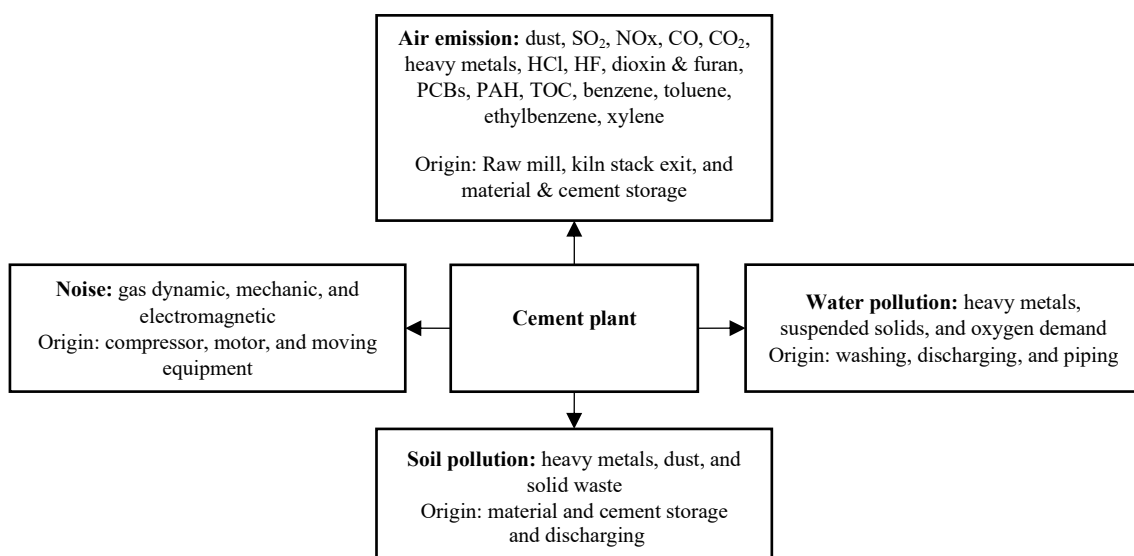 Air emission: dust, SO₂, NOx, CO, CO₂,
heavy metals, HCl, HF, dioxin & furan,
PCBs, PAH, TOC, benzene, toluene,
ethylbenzene, xylene
Origin: Raw mill, kiln stack exit, and
material & cement storage
Noise: gas dynamic, mechanic, and
electromagnetic
Origin: compressor, motor, and moving
equipment
Cement plant
Water pollution: heavy metals,
suspended solids, and oxygen demand
Origin: washing, discharging, and piping
Soil pollution: heavy metals, dust, and
solid waste
Origin: material and cement storage
and discharging